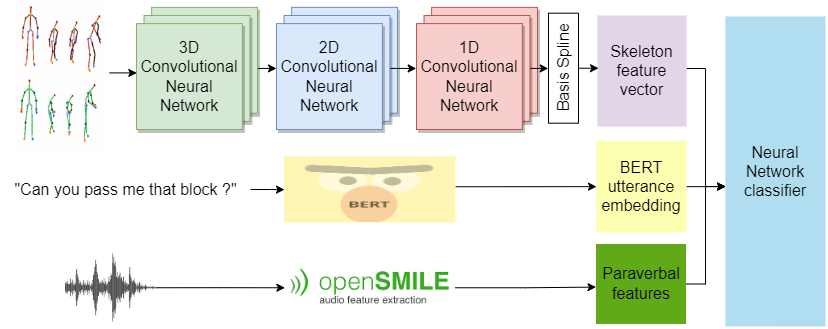 3D
Convolutional
Neural
Network
2D
Convolutional
Neural
Network
1D
Convolutional
Neural
Network
Basis Spline
Skeleton
feature
vector
"Can you pass me that block ?"
BERT
BERT
utterance
embedding
Neural
Network
classifier
openSMILE
audio feature extraction
Paraverbal
features